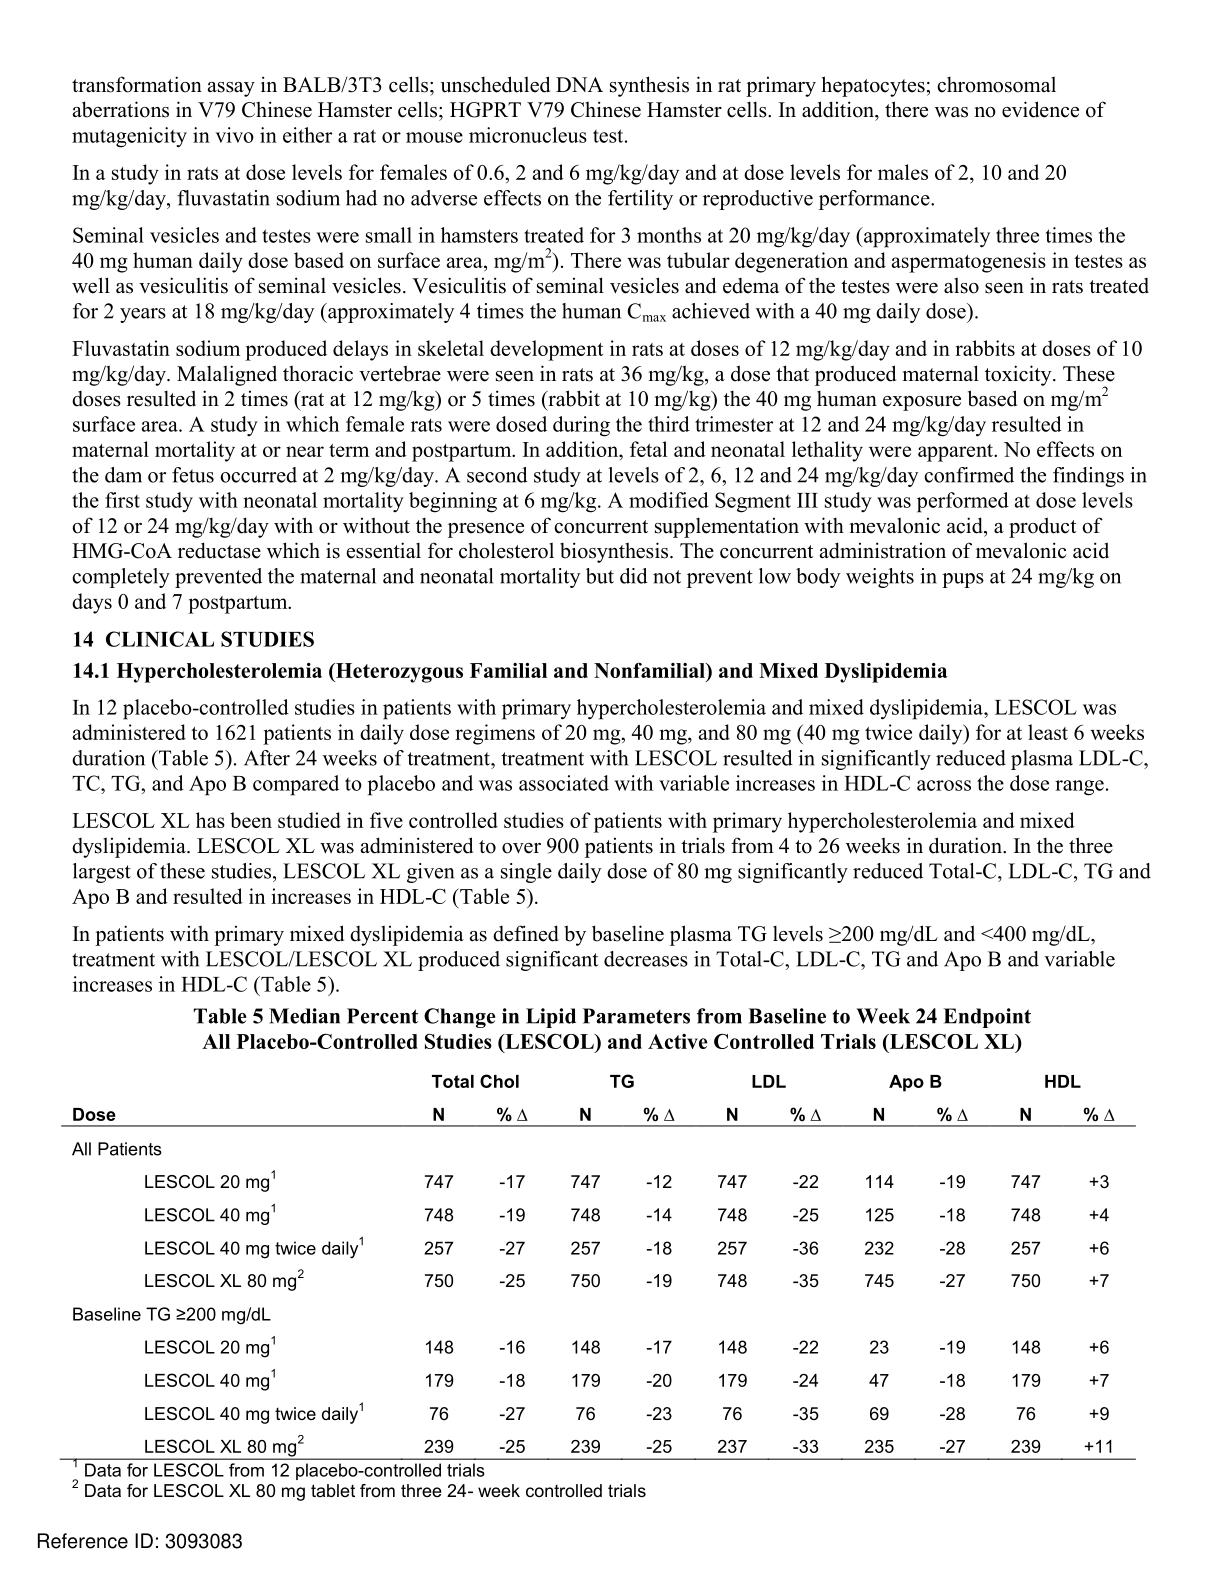 transformation assay in BALB/3T3 cells; unscheduled DNA synthesis in rat primary hepatocytes; chromosomal
aberrations in V79 Chinese Hamster cells; HGPRT V79 Chinese Hamster cells. In addition, there was no evidence of
mutagenicity in vivo in either a rat or mouse micronucleus test.
In a study in rats at dose levels for females of 0.6, 2 and 6 mg/kg/day and at dose levels for males of 2, 10 and 20
mg/kg/day, fluvastatin sodium had no adverse effects on the fertility or reproductive performance.
Seminal vesicles and testes were small in hamsters treated for 3 months at 20 mg/kg/day (approximately three times the
40 mg human daily dose based on surface area, mg/m²). There was tubular degeneration and aspermatogenesis in testes as
well as vesiculitis of seminal vesicles. Vesiculitis of seminal vesicles and edema of the testes were also seen in rats treated
for 2 years at 18 mg/kg/day (approximately 4 times the human Cmax achieved with a 40 mg daily dose).
Fluvastatin sodium produced delays in skeletal development in rats at doses of 12 mg/kg/day and in rabbits at doses of 10
mg/kg/day. Malaligned thoracic vertebrae were seen in rats at 36 mg/kg, a dose that produced maternal toxicity. These
doses resulted in 2 times (rat at 12 mg/kg) or 5 times (rabbit at 10 mg/kg) the 40 mg human exposure based on mg/m²
surface area. A study in which female rats were dosed during the third trimester at 12 and 24 mg/kg/day resulted in
maternal mortality at or near term and postpartum. In addition, fetal and neonatal lethality were apparent. No effects on
the dam or fetus occurred at 2 mg/kg/day. A second study at levels of 2, 6, 12 and 24 mg/kg/day confirmed the findings in
the first study with neonatal mortality beginning at 6 mg/kg. A modified Segment III study was performed at dose levels
of 12 or 24 mg/kg/day with or without the presence of concurrent supplementation with mevalonic acid, a product of
HMG-CoA reductase which is essential for cholesterol biosynthesis. The concurrent administration of mevalonic acid
completely prevented the maternal and neonatal mortality but did not prevent low body weights in pups at 24 mg/kg on
days 0 and 7 postpartum.
14 CLINICAL STUDIES
14.1 Hypercholesterolemia (Heterozygous Familial and Nonfamilial) and Mixed Dyslipidemia
In 12 placebo-controlled studies in patients with primary hypercholesterolemia and mixed dyslipidemia, LESCOL was
administered to 1621 patients in daily dose regimens of 20 mg, 40 mg, and 80 mg (40 mg twice daily) for at least 6 weeks
duration (Table 5). After 24 weeks of treatment, treatment with LESCOL resulted in significantly reduced plasma LDL-C,
TC, TG, and Apo B compared to placebo and was associated with variable increases in HDL-C across the dose range.
LESCOL XL has been studied in five controlled studies of patients with primary hypercholesterolemia and mixed
dyslipidemia. LESCOL XL was administered to over 900 patients in trials from 4 to 26 weeks in duration. In the three
largest of these studies, LESCOL XL given as a single daily dose of 80 mg significantly reduced Total-C, LDL-C, TG and
Apo B and resulted in increases in HDL-C (Table 5).
In patients with primary mixed dyslipidemia as defined by baseline plasma TG levels ≥200 mg/dL and <400 mg/dL,
treatment with LESCOL/LESCOL XL produced significant decreases in Total-C, LDL-C, TG and Apo B and variable
increases in HDL-C (Table 5).
Table 5 Median Percent Change in Lipid Parameters from Baseline to Week 24 Endpoint
All Placebo-Controlled Studies (LESCOL) and Active Controlled Trials (LESCOL XL)
Total Chol TG LDL Apo B HDL
Dose N % Δ N % Δ N % Δ N % Δ N % Δ
All Patients
LESCOL 20 mg¹ 747 -17 747 -12 747 -22 114 -19 747 +3
LESCOL 40 mg¹ 748 -19 748 -14 748 -25 125 -18 748 +4
LESCOL 40 mg twice daily¹ 257 -27 257 -18 257 -36 232 -28 257 +6
LESCOL XL 80 mg² 750 -25 750 -19 748 -35 745 -27 750 +7
Baseline TG ≥200 mg/dL
LESCOL 20 mg¹ 148 -16 148 -17 148 -22 23 -19 148 +6
LESCOL 40 mg¹ 179 -18 179 -20 179 -24 47 -18 179 +7
LESCOL 40 mg twice daily¹ 76 -27 76 -23 76 -35 69 -28 76 +9
LESCOL XL 80 mg² 239 -25 239 -25 237 -33 235 -27 239 +11
¹ Data for LESCOL from 12 placebo-controlled trials
² Data for LESCOL XL 80 mg tablet from three 24- week controlled trials
Reference ID: 3093083